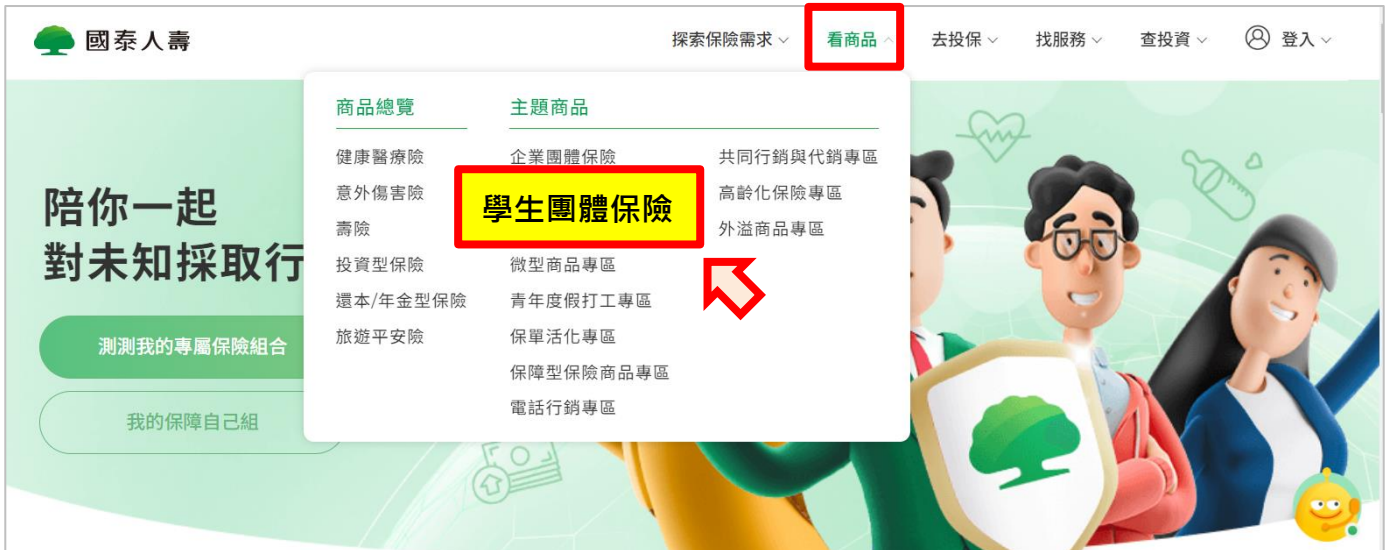 國泰人壽
探索保險需求
看商品
去投保
找服務
查投資
登入
商品總覽
健康醫療險
意外傷害險
壽險
投資型保險
還本/年金型保險
旅遊平安險
主題商品
企業團體保險
學生團體保險
微型商品專區
青年度假打工專區
保單活化專區
保障型保險商品專區
電話行銷專區
共同行銷與代銷專區
高齡化保險專區
外溢商品專區
陪你一起
對未知採取行
測測我的專屬保險組合
我的保障自己組